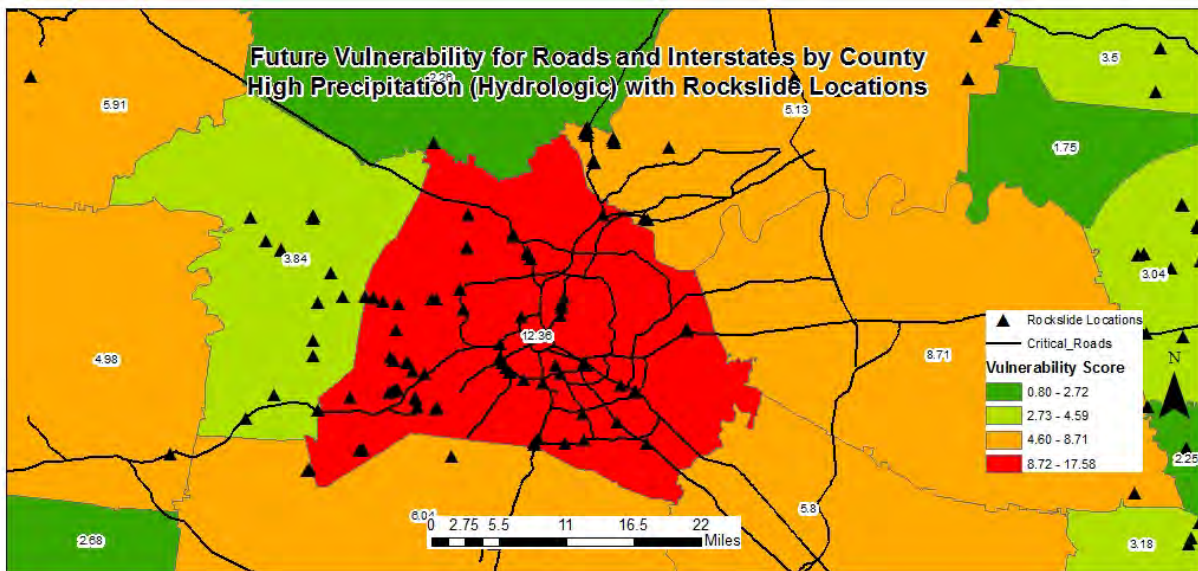 Future Vulnerability for Roads and Interstates by County
High Precipitation (Hydrologic) with Rockslide Locations
2.26
5.91
5.13
3.5
1.75
3.84
3.04
12.36
4.98
8.71
Rockslide Locations
Critical_Roads
Vulnerability Score
0.80 - 2.72
2.73 - 4.59
4.60 - 8.71
8.72 - 17.58
N
2.25
6.04
5.8
2.68
3.18
0 2.75 5.5 11 16.5 22
Miles